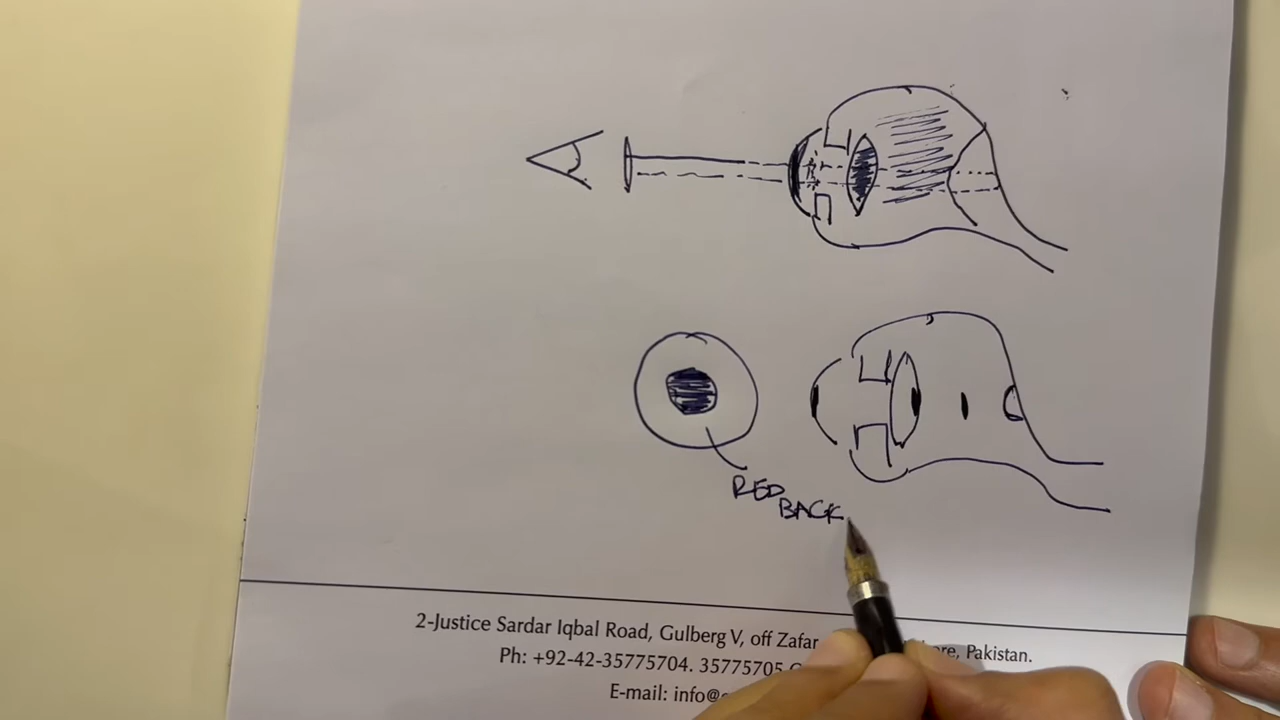 RED
BACK
2-Justice Sardar Iqbal Road, Gulberg V, off Zafar Pakistan.
Ph: +92-42-35775704. 35775705
E-mail: info@